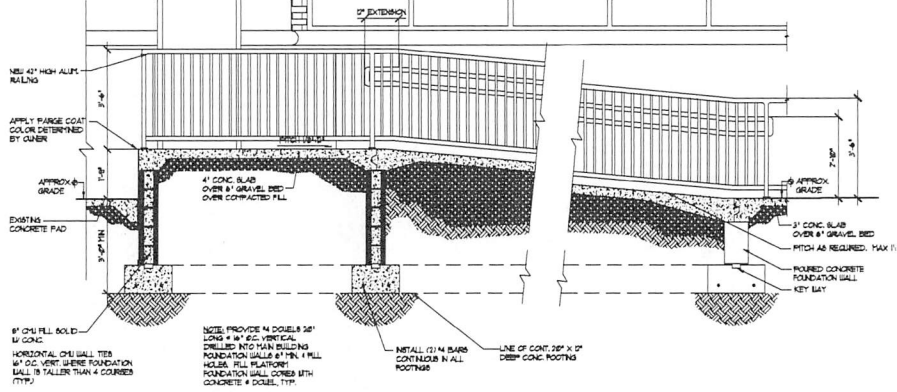 12" EXTENSION
NEW 42" HIGH ALUM.
RAILING
3'-6"
APPLY PARGE COAT
COLOR DETERMINED
BY OWNER
PITCH
APPROX.
GRADE
4" CONC. SLAB
OVER 6" GRAVEL BED
OVER COMPACTED FILL
EXISTING
CONCRETE PAD
MIN
3'-6"
APPROX.
GRADE
3" CONC. SLAB
OVER 6" GRAVEL BED
PITCH AS REQUIRED. MAX
POURED CONCRETE
FOUNDATION WALL
KEY WAY
8" CMU FILL SOLID
W/ CONC.
HORIZONTAL CMU WALL TIES
16" O.C. VERT. WHERE FOUNDATION
WALL IS TALLER THAN 4 COURSES
(TYP.)
NOTE: PROVIDE #4 DOWELS
LONG @ 16" O.C. VERTICAL
DRILLED INTO MAIN BUILDING
FOUNDATION WALLS 6" MIN. & FILL
HOLES. FILL PLATFORM
FOUNDATION WALL CORES WITH
CONCRETE @ DOWEL, TYP.
INSTALL (2) #4 BARS
CONTINUOUS IN ALL
FOOTINGS
LINE OF CONT. 20" X 12"
DEEP CONC. FOOTING